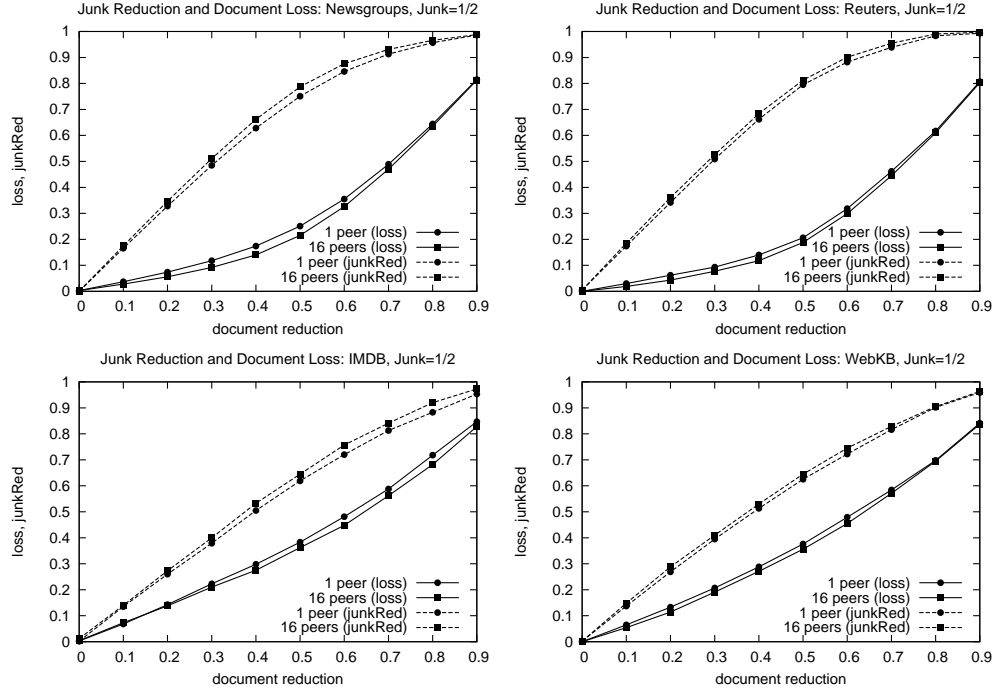 Junk Reduction and Document Loss: Newsgroups, Junk=1/2
1
0.9
0.8
0.7
0.6
0.5
0.4
0.3
0.2
0.1
0
loss, junkRed
1 peer (loss)
16 peers (loss)
1 peer (junkRed)
16 peers (junkRed)
0 0.1 0.2 0.3 0.4 0.5 0.6 0.7 0.8 0.9
document reduction
Junk Reduction and Document Loss: Reuters, Junk=1/2
1
0.9
0.8
0.7
0.6
0.5
0.4
0.3
0.2
0.1
0
loss, junkRed
1 peer (loss)
16 peers (loss)
1 peer (junkRed)
16 peers (junkRed)
0 0.1 0.2 0.3 0.4 0.5 0.6 0.7 0.8 0.9
document reduction
Junk Reduction and Document Loss: IMDB, Junk=1/2
1
0.9
0.8
0.7
0.6
0.5
0.4
0.3
0.2
0.1
0
loss, junkRed
1 peer (loss)
16 peers (loss)
1 peer (junkRed)
16 peers (junkRed)
0 0.1 0.2 0.3 0.4 0.5 0.6 0.7 0.8 0.9
document reduction
Junk Reduction and Document Loss: WebKB, Junk=1/2
1
0.9
0.8
0.7
0.6
0.5
0.4
0.3
0.2
0.1
0
loss, junkRed
1 peer (loss)
16 peers (loss)
1 peer (junkRed)
16 peers (junkRed)
0 0.1 0.2 0.3 0.4 0.5 0.6 0.7 0.8 0.9
document reduction